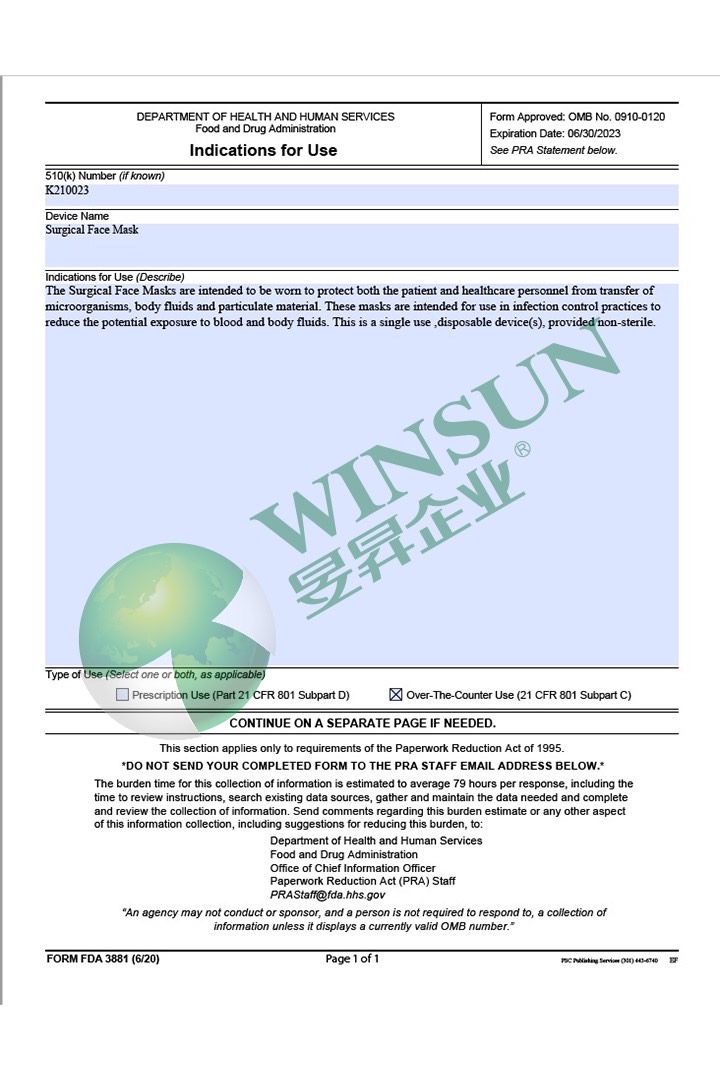 DEPARTMENT OF HEALTH AND HUMAN SERVICES
Food and Drug Administration
Indications for Use
Form Approved: OMB No. 0910-0120
Expiration Date: 06/30/2023
See PRA Statement below.
510(k) Number (if known)
K210023
Device Name
Surgical Face Mask
Indications for Use (Describe)
The Surgical Face Masks are intended to be worn to protect both the patient and healthcare personnel from transfer of
microorganisms, body fluids and particulate material. These masks are intended for use in infection control practices to
reduce the potential exposure to blood and body fluids. This is a single use ,disposable device(s), provided non-sterile.
WINSUN
®
昱昇企业
Type of Use (Select one or both, as applicable)
Prescription Use (Part 21 CFR 801 Subpart D)
Over-The-Counter Use (21 CFR 801 Subpart C)
CONTINUE ON A SEPARATE PAGE IF NEEDED.
This section applies only to requirements of the Paperwork Reduction Act of 1995.
*DO NOT SEND YOUR COMPLETED FORM TO THE PRA STAFF EMAIL ADDRESS BELOW.*
The burden time for this collection of information is estimated to average 79 hours per response, including the
time to review instructions, search existing data sources, gather and maintain the data needed and complete
and review the collection of information. Send comments regarding this burden estimate or any other aspect
of this information collection, including suggestions for reducing this burden, to:
Department of Health and Human Services
Food and Drug Administration
Office of Chief Information Officer
Paperwork Reduction Act (PRA) Staff
PRAStaff@fda.hhs.gov
“An agency may not conduct or sponsor, and a person is not required to respond to, a collection of
information unless it displays a currently valid OMB number.”
FORM FDA 3881 (6/20)
Page 1 of 1
PSC Publishing Services (301) 443-6740
EF